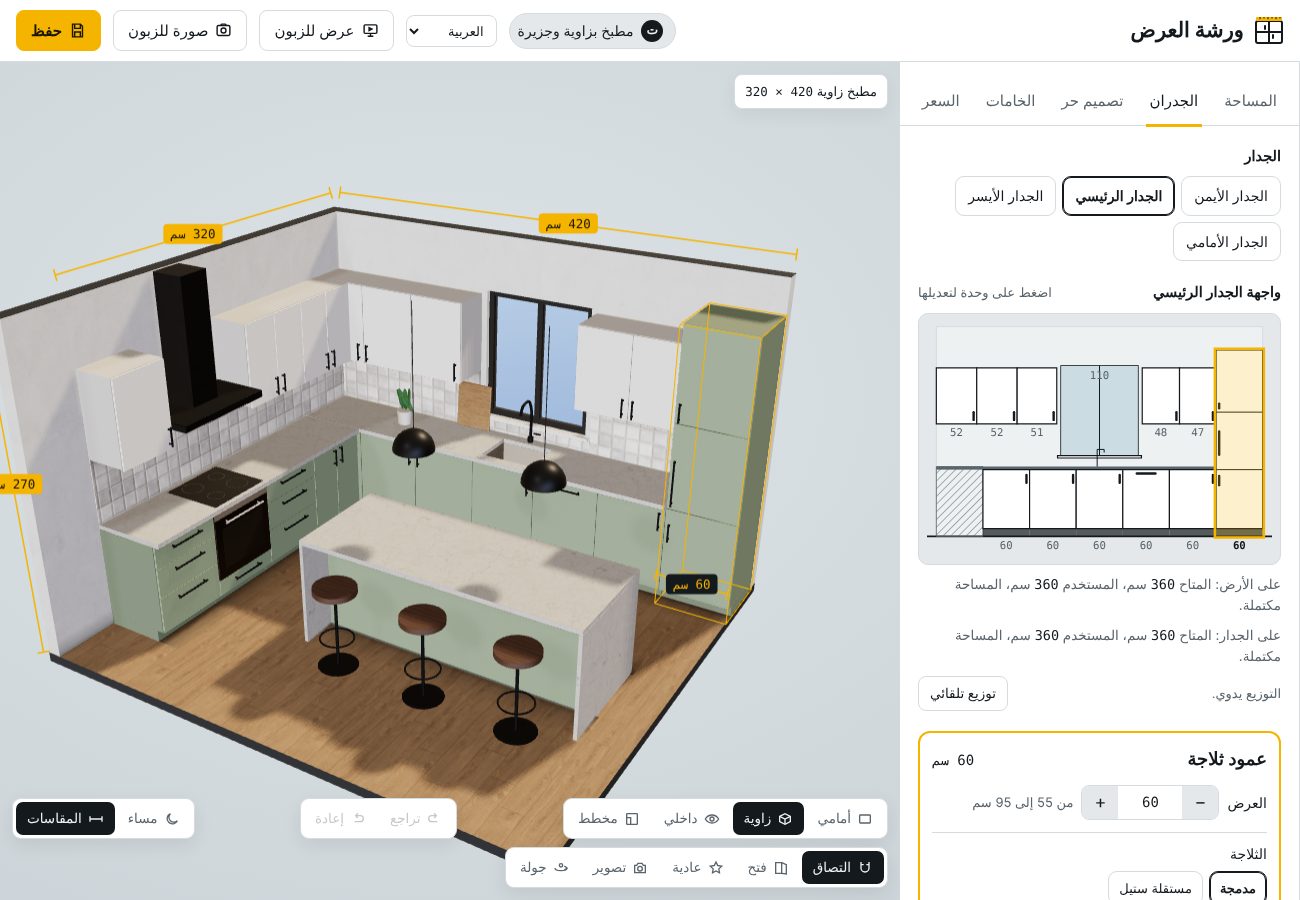 ورشة العرض
ت مطبخ بزاوية وجزيرة
العربية
عرض للزبون
صورة للزبون
حفظ
المساحة
الجدران
تصميم حر
الخامات
السعر
الجدار
الجدار الأيمن
الجدار الرئيسي
الجدار الأيسر
الجدار الأمامي
واجهة الجدار الرئيسي
اضغط على وحدة لتعديلها
110
52 52 51 48 47
60 60 60 60 60 60
على الأرض: المتاح 360 سم، المستخدم 360 سم، المساحة
مكتملة.
على الجدار: المتاح 360 سم، المستخدم 360 سم، المساحة
مكتملة.
التوزيع يدوي.
توزيع تلقائي
عمود ثلاجة
60 سم
العرض
− 60 +
من 55 إلى 95 سم
الثلاجة
مدمجة
مستقلة ستيل
مطبخ زاوية 420 × 320
420 سم
320 سم
270 س
60 سم
أمامي
زاوية
داخلي
مخطط
تراجع
إعادة
مساء
المقاسات
التصاق
فتح
عادية
تصوير
جولة